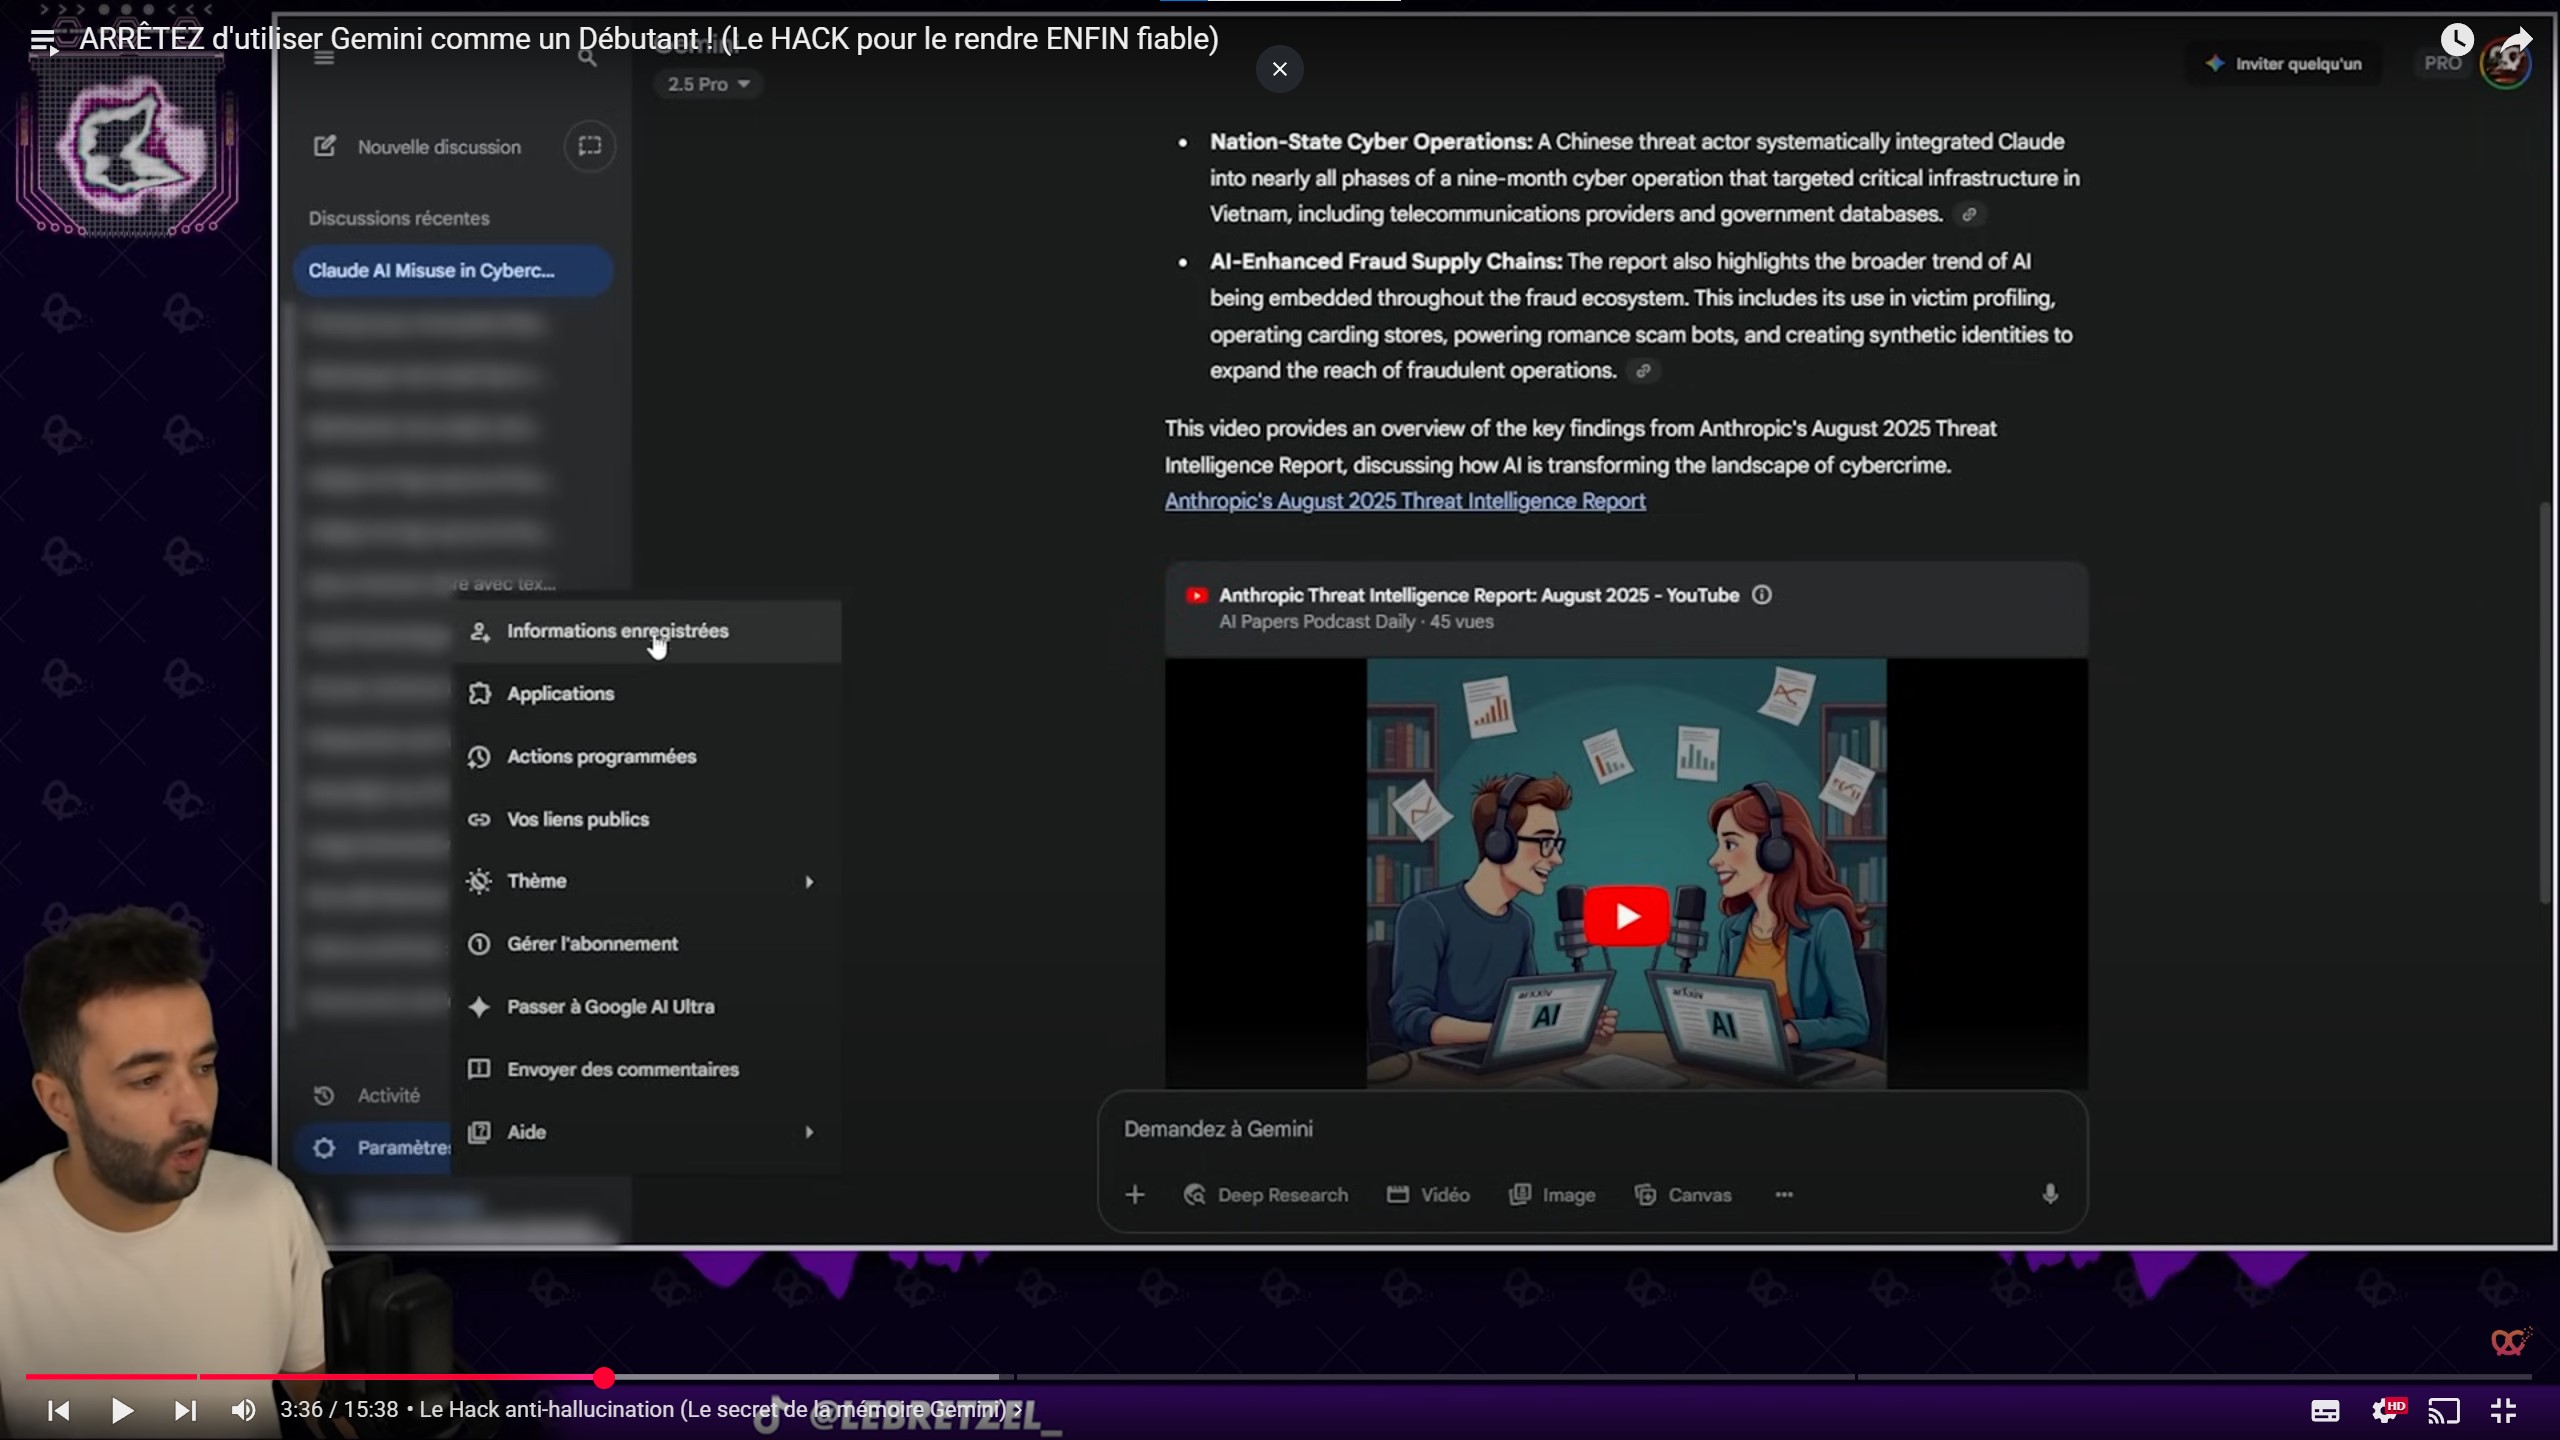 ARRÊTEZ d'utiliser Gemini comme un Débutant ! (Le HACK pour le rendre ENFIN fiable)
2.5 Pro
Inviter quelqu'un
PRO
Nouvelle discussion
Discussions récentes
Claude AI Misuse in Cyberc...
re avec tex...
Informations enregistrées
Applications
Actions programmées
Vos liens publics
Thème
Gérer l'abonnement
Passer à Google AI Ultra
Envoyer des commentaires
Aide
Activité
Paramètres
• Nation-State Cyber Operations: A Chinese threat actor systematically integrated Claude
into nearly all phases of a nine-month cyber operation that targeted critical infrastructure in
Vietnam, including telecommunications providers and government databases.
• AI-Enhanced Fraud Supply Chains: The report also highlights the broader trend of AI
being embedded throughout the fraud ecosystem. This includes its use in victim profiling,
operating carding stores, powering romance scam bots, and creating synthetic identities to
expand the reach of fraudulent operations.
This video provides an overview of the key findings from Anthropic's August 2025 Threat
Intelligence Report, discussing how AI is transforming the landscape of cybercrime.
Anthropic's August 2025 Threat Intelligence Report
Anthropic Threat Intelligence Report: August 2025 - YouTube
AI Papers Podcast Daily · 45 vues
arXiv
AI
arXiv
AI
Demandez à Gemini
Deep Research
Vidéo
Image
Canvas
3:36 / 15:38 • Le Hack anti-hallucination (Le secret de la mémoire Gemini)
@LEBRETZEL_
HD